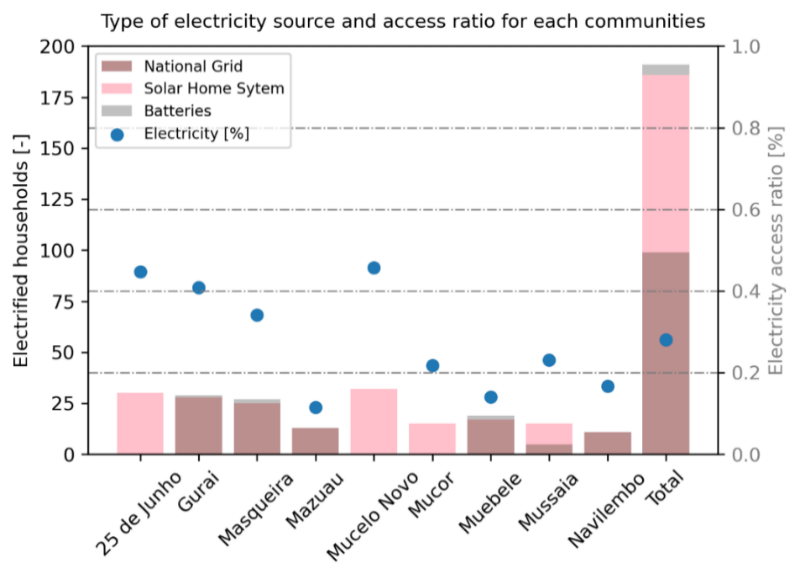 Type of electricity source and access ratio for each communities
National Grid
Solar Home Sytem
Batteries
Electricity [%]
Electrified households [-]
200
175
150
125
100
75
50
25
0
1.0
0.8
0.6
0.4
0.2
0.0
Electricity access ratio [%]
25 de Junho
Gurai
Masqueira
Mazuau
Mucelo Novo
Mucor
Muebele
Mussaia
Navilembo
Total